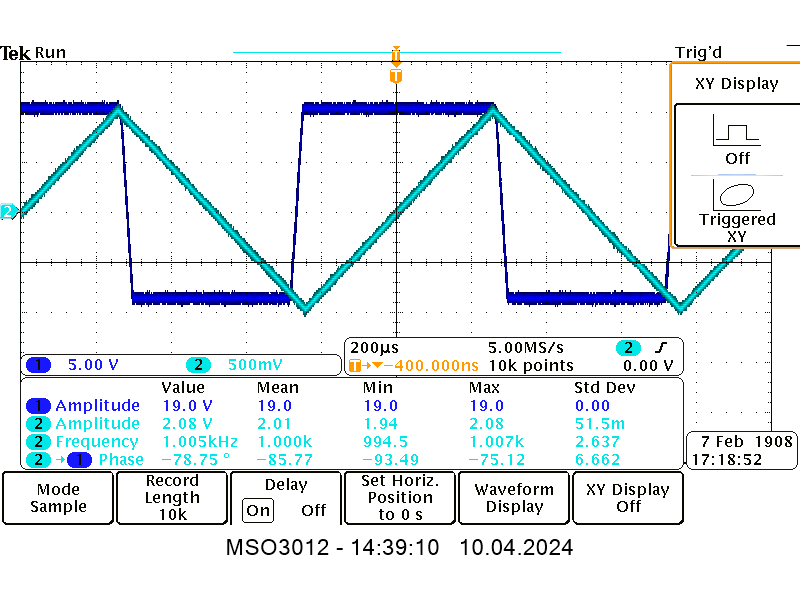 Tek Run Trig'd
T
T
XY Display
Off
Triggered
XY
2
200µs 5.00MS/s 2
1 5.00 V 2 500mV
T→▼−400.000ns 10k points 0.00 V
Value Mean Min Max Std Dev
1 Amplitude 19.0 V 19.0 19.0 19.0 0.00
2 Amplitude 2.08 V 2.01 1.94 2.08 51.5m
2 Frequency 1.005kHz 1.000k 994.5 1.007k 2.637
2 →1 Phase −78.75 ° −85.77 −93.49 −75.12 6.662
7 Feb 1908
17:18:52
Mode
Sample
Record
Length
10k
Delay
On Off
Set Horiz.
Position
to 0 s
Waveform
Display
XY Display
Off
MSO3012 - 14:39:10 10.04.2024